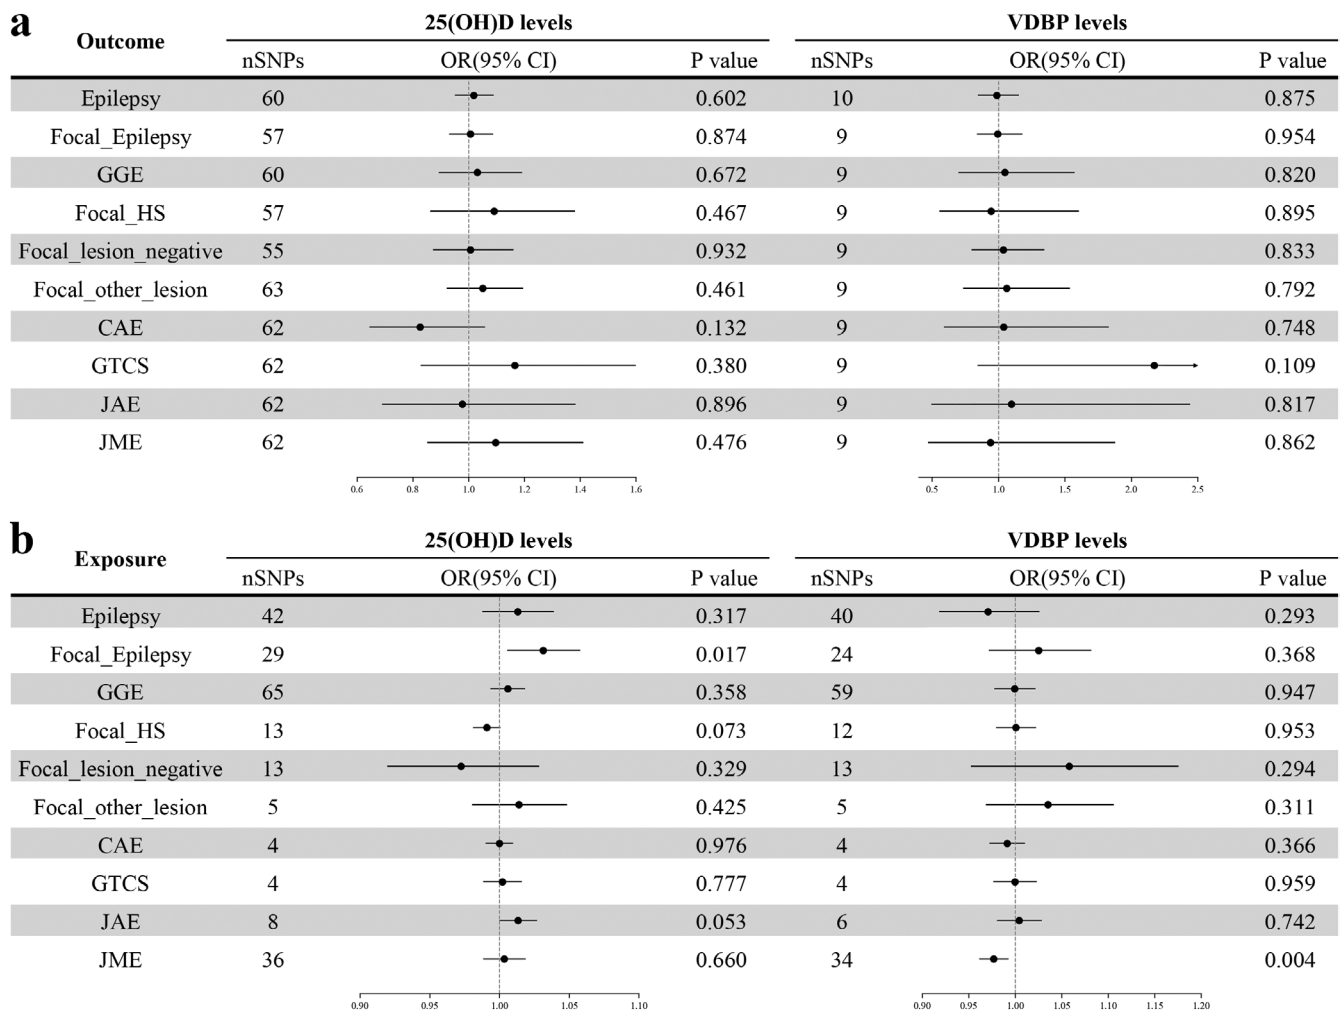 a
Outcome
25(OH)D levels VDBP levels
nSNPs OR(95% CI) P value nSNPs OR(95% CI) P value
Epilepsy 60 0.602 10 0.875
Focal_Epilepsy 57 0.874 9 0.954
GGE 60 0.672 9 0.820
Focal_HS 57 0.467 9 0.895
Focal_lesion_negative 55 0.932 9 0.833
Focal_other_lesion 63 0.461 9 0.792
CAE 62 0.132 9 0.748
GTCS 62 0.380 9 0.109
JAE 62 0.896 9 0.817
JME 62 0.476 9 0.862
0.6 0.8 1.0 1.2 1.4 1.6 0.5 1.0 1.5 2.0 2.5
b
Exposure
25(OH)D levels VDBP levels
nSNPs OR(95% CI) P value nSNPs OR(95% CI) P value
Epilepsy 42 0.317 40 0.293
Focal_Epilepsy 29 0.017 24 0.368
GGE 65 0.358 59 0.947
Focal_HS 13 0.073 12 0.953
Focal_lesion_negative 13 0.329 13 0.294
Focal_other_lesion 5 0.425 5 0.311
CAE 4 0.976 4 0.366
GTCS 4 0.777 4 0.959
JAE 8 0.053 6 0.742
JME 36 0.660 34 0.004
0.90 0.95 1.00 1.05 1.10 0.90 0.95 1.00 1.05 1.10 1.15 1.20